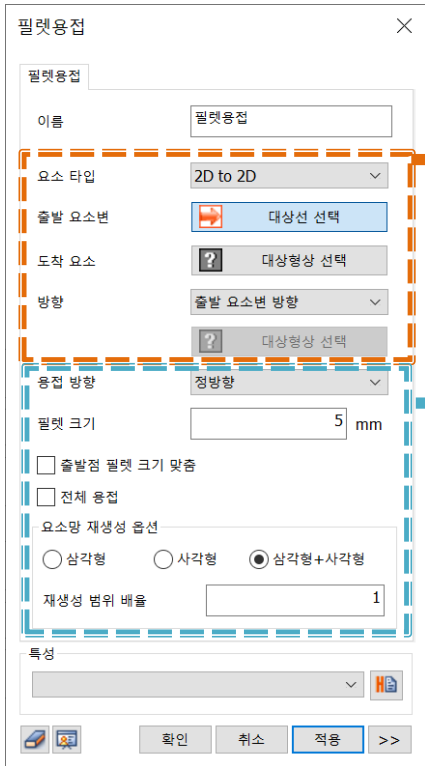 필렛용접
필렛용접
이름 필렛용접
요소 타입 2D to 2D
출발 요소변 대상선 선택
도착 요소 ? 대상형상 선택
방향 출발 요소변 방향
? 대상형상 선택
용접 방향 정방향
필렛 크기 5 mm
출발점 필렛 크기 맞춤
전체 용접
요소망 재생성 옵션
삼각형 사각형 삼각형+사각형
재생성 범위 배율 1
특성
H
확인 취소 적용 >>